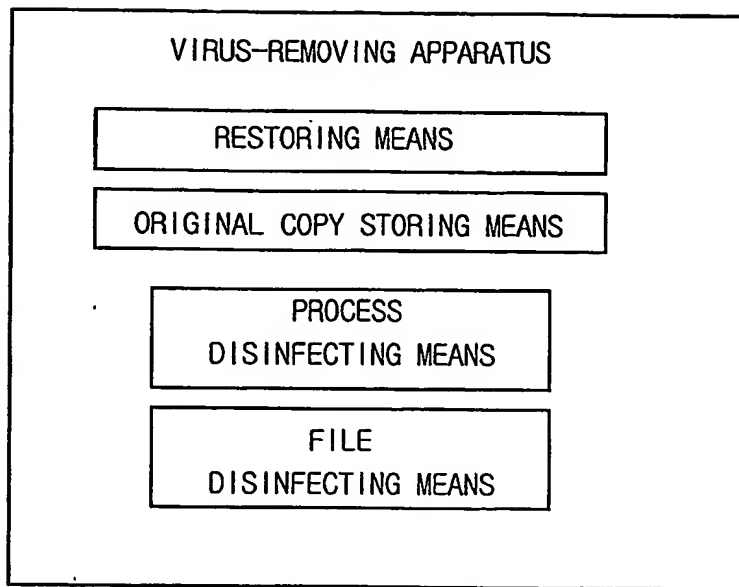 VIRUS-REMOVING APPARATUS
RESTORING MEANS
ORIGINAL COPY STORING MEANS
PROCESS
DISINFECTING MEANS
FILE
DISINFECTING MEANS